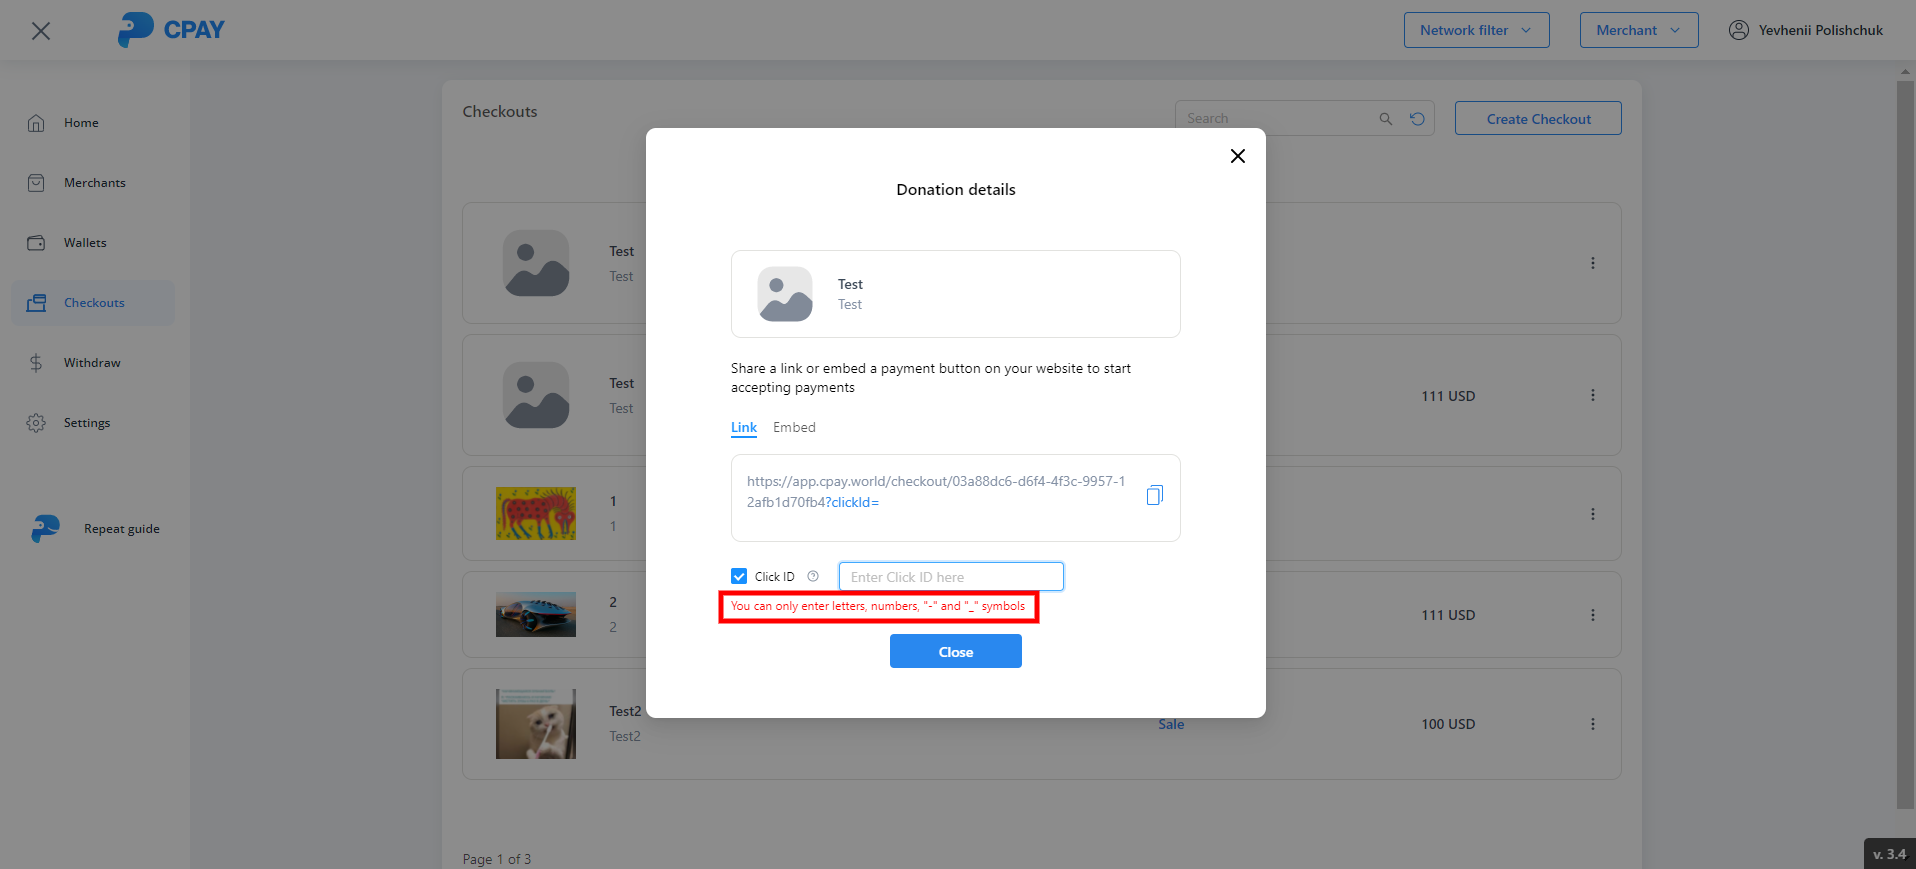 CPAY
Network filter
Merchant
Yevhenii Polishchuk
Home
Merchants
Wallets
Checkouts
Withdraw
Settings
Repeat guide
Checkouts
Search
Create Checkout
Test
Test
Test
Test
111 USD
1
1
2
2
111 USD
Test2
Test2
Sale
100 USD
Page 1 of 3
Donation details
Test
Test
Share a link or embed a payment button on your website to start
accepting payments
Link
Embed
https://app.cpay.world/checkout/03a88dc6-d6f4-4f3c-9957-1
2afb1d70fb4?clickId=
Click ID
Enter Click ID here
You can only enter letters, numbers, "-" and "_" symbols
Close
v. 3.4